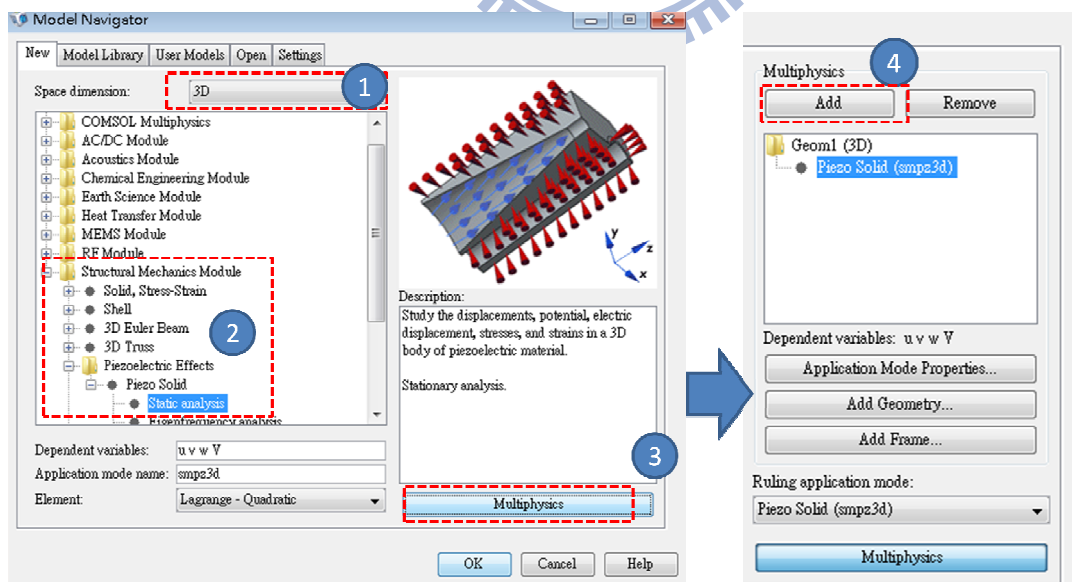 Model Navigator
New Model Library User Models Open Settings
Space dimension: 3D
1
COMSOL Multiphysics
AC/DC Module
Acoustics Module
Chemical Engineering Module
Earth Science Module
Heat Transfer Module
MEMS Module
RF Module
Structural Mechanics Module
Solid, Stress-Strain
Shell
3D Euler Beam
3D Truss
Piezoelectric Effects
Piezo Solid
Static analysis
Eigenfrequency analysis
2
y
z
x
Description:
Study the displacements, potential, electric
displacement, stresses, and strains in a 3D
body of piezoelectric material.
Stationary analysis.
Dependent variables: u v w V
Application mode name: smpz3d
Element: Lagrange - Quadratic
3
Multiphysics
OK Cancel Help
Multiphysics
4
Add Remove
Geom1 (3D)
Piezo Solid (smpz3d)
Dependent variables: u v w V
Application Mode Properties...
Add Geometry...
Add Frame...
Ruling application mode:
Piezo Solid (smpz3d)
Multiphysics